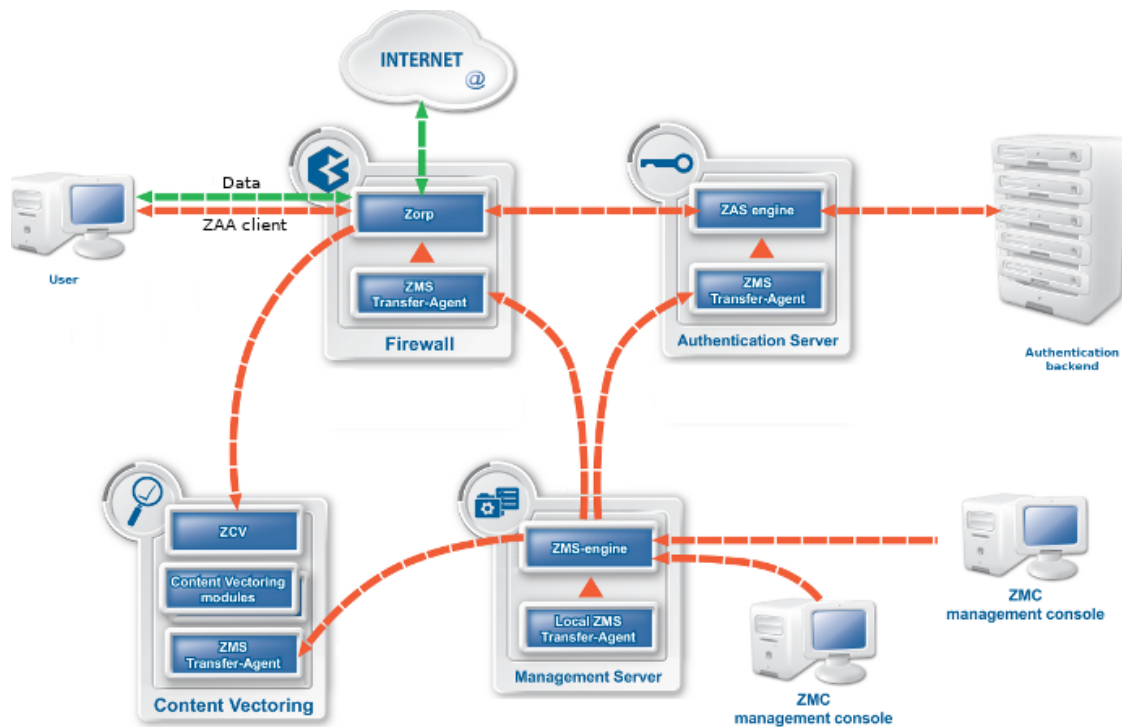 INTERNET
@
Data
ZAA client
User
Zorp
ZMS
Transfer-Agent
Firewall
ZAS engine
ZMS
Transfer-Agent
Authentication Server
Authentication
backend
ZCV
Content Vectoring
modules
ZMS
Transfer-Agent
Content Vectoring
ZMS-engine
Local ZMS
Transfer-Agent
Management Server
ZMC
management console
ZMC
management console